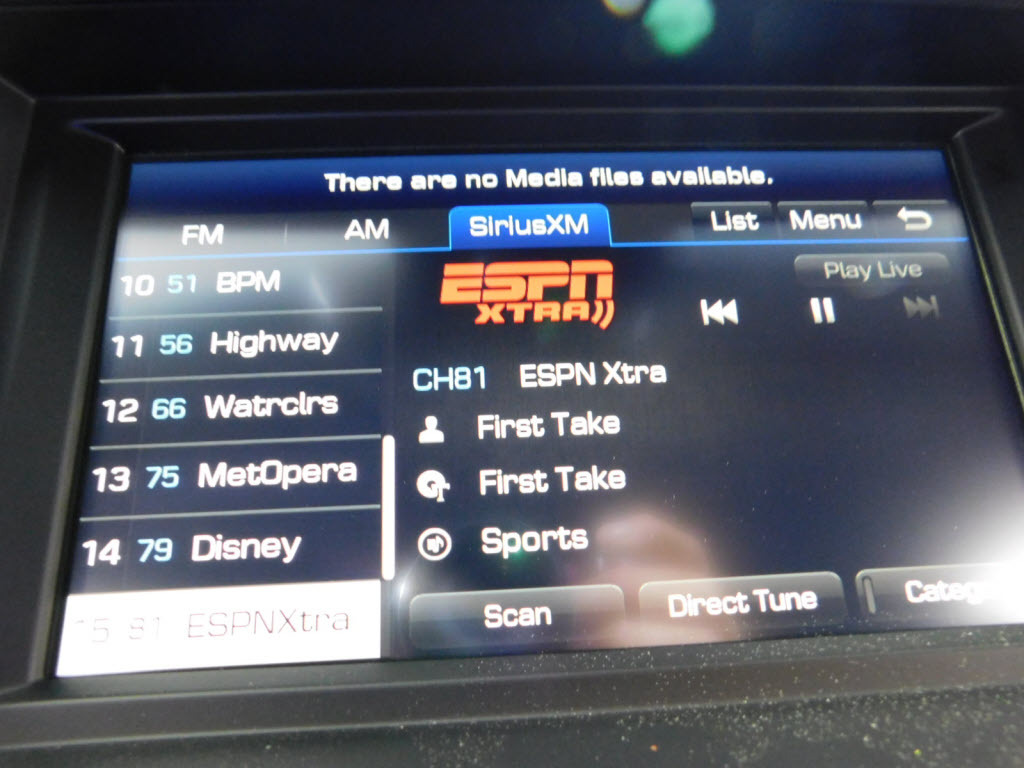 There are no Media files available.
FM AM SiriusXM List Menu
10 51 BPM
11 56 Highway
12 66 Watrclrs
13 75 MetOpera
14 79 Disney
15 81 ESPNXtra
ESPN
XTRA
Play Live
CH81 ESPN Xtra
First Take
First Take
Sports
Scan Direct Tune